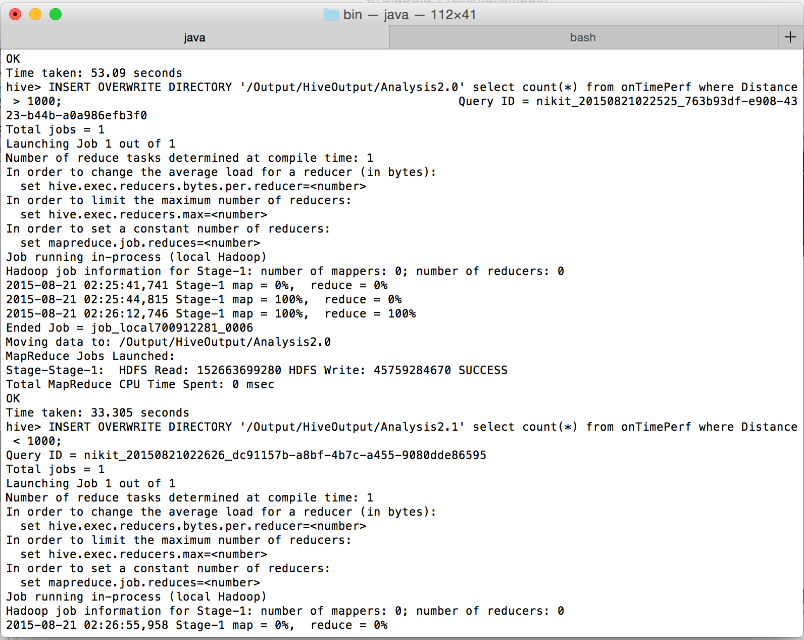 bin — java — 112×41
java
bash
+
OK
Time taken: 53.09 seconds
hive> INSERT OVERWRITE DIRECTORY '/Output/HiveOutput/Analysis2.0' select count(*) from onTimePerf where Distance
 > 1000;                                                        Query ID = nikit_20150821022525_763b93df-e908-43
23-b44b-a0a986efb3f0
Total jobs = 1
Launching Job 1 out of 1
Number of reduce tasks determined at compile time: 1
In order to change the average load for a reducer (in bytes):
  set hive.exec.reducers.bytes.per.reducer=<number>
In order to limit the maximum number of reducers:
  set hive.exec.reducers.max=<number>
In order to set a constant number of reducers:
  set mapreduce.job.reduces=<number>
Job running in-process (local Hadoop)
Hadoop job information for Stage-1: number of mappers: 0; number of reducers: 0
2015-08-21 02:25:41,741 Stage-1 map = 0%,  reduce = 0%
2015-08-21 02:25:44,815 Stage-1 map = 100%,  reduce = 0%
2015-08-21 02:26:12,746 Stage-1 map = 100%,  reduce = 100%
Ended Job = job_local700912281_0006
Moving data to: /Output/HiveOutput/Analysis2.0
MapReduce Jobs Launched:
Stage-Stage-1:  HDFS Read: 152663699280 HDFS Write: 45759284670 SUCCESS
Total MapReduce CPU Time Spent: 0 msec
OK
Time taken: 33.305 seconds
hive> INSERT OVERWRITE DIRECTORY '/Output/HiveOutput/Analysis2.1' select count(*) from onTimePerf where Distance
 < 1000;
Query ID = nikit_20150821022626_dc91157b-a8bf-4b7c-a455-9080dde86595
Total jobs = 1
Launching Job 1 out of 1
Number of reduce tasks determined at compile time: 1
In order to change the average load for a reducer (in bytes):
  set hive.exec.reducers.bytes.per.reducer=<number>
In order to limit the maximum number of reducers:
  set hive.exec.reducers.max=<number>
In order to set a constant number of reducers:
  set mapreduce.job.reduces=<number>
Job running in-process (local Hadoop)
Hadoop job information for Stage-1: number of mappers: 0; number of reducers: 0
2015-08-21 02:26:55,958 Stage-1 map = 0%,  reduce = 0%